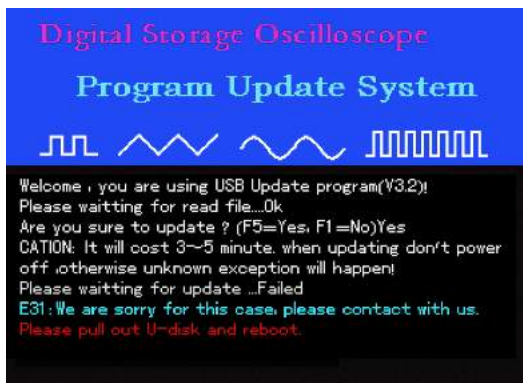 Digital Storage Oscilloscope
Program Update System
Welcome , you are using USB Update program(V3.2)!
Please waitting for read file....Ok
Are you sure to update ? (F5=Yes, F1=No)Yes
CATION: It will cost 3~5 minute. when updating don't power
off ,otherwise unknown exception will happen!
Please waitting for update ...Failed
E31:We are sorry for this case, please contact with us.
Please pull out U-disk and reboot.